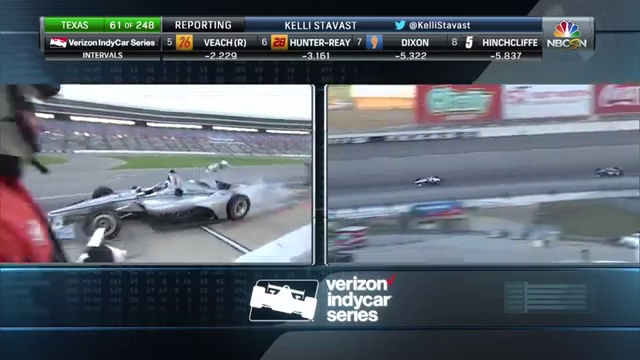 TEXAS 61 OF 248 REPORTING KELLI STAVAST @KelliStavast
Verizon IndyCar Series 5 26 VEACH (R) 6 28 HUNTER-REAY 7 9 DIXON 8 5 HINCHCLIFFE NBCSN
INTERVALS -2.229 -3.161 -5.322 -5.837
verizon
indycar
series